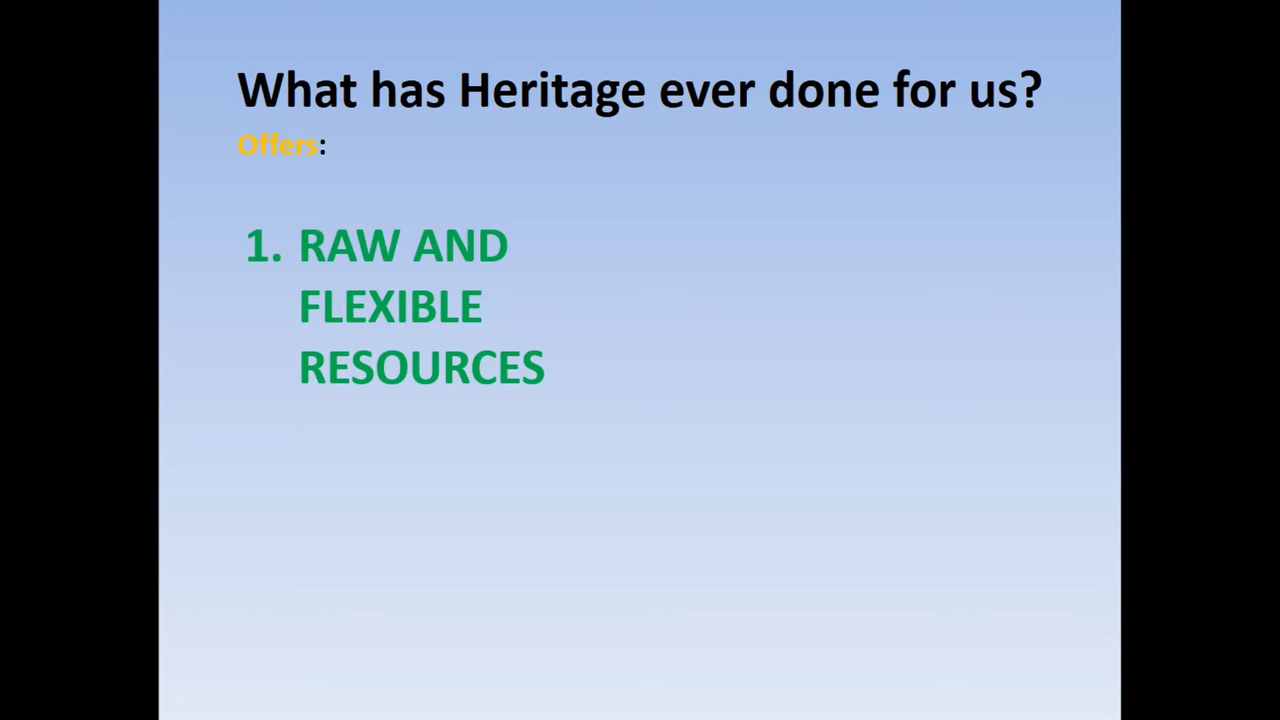 What has Heritage ever done for us?
Offers:
1. RAW AND
FLEXIBLE
RESOURCES